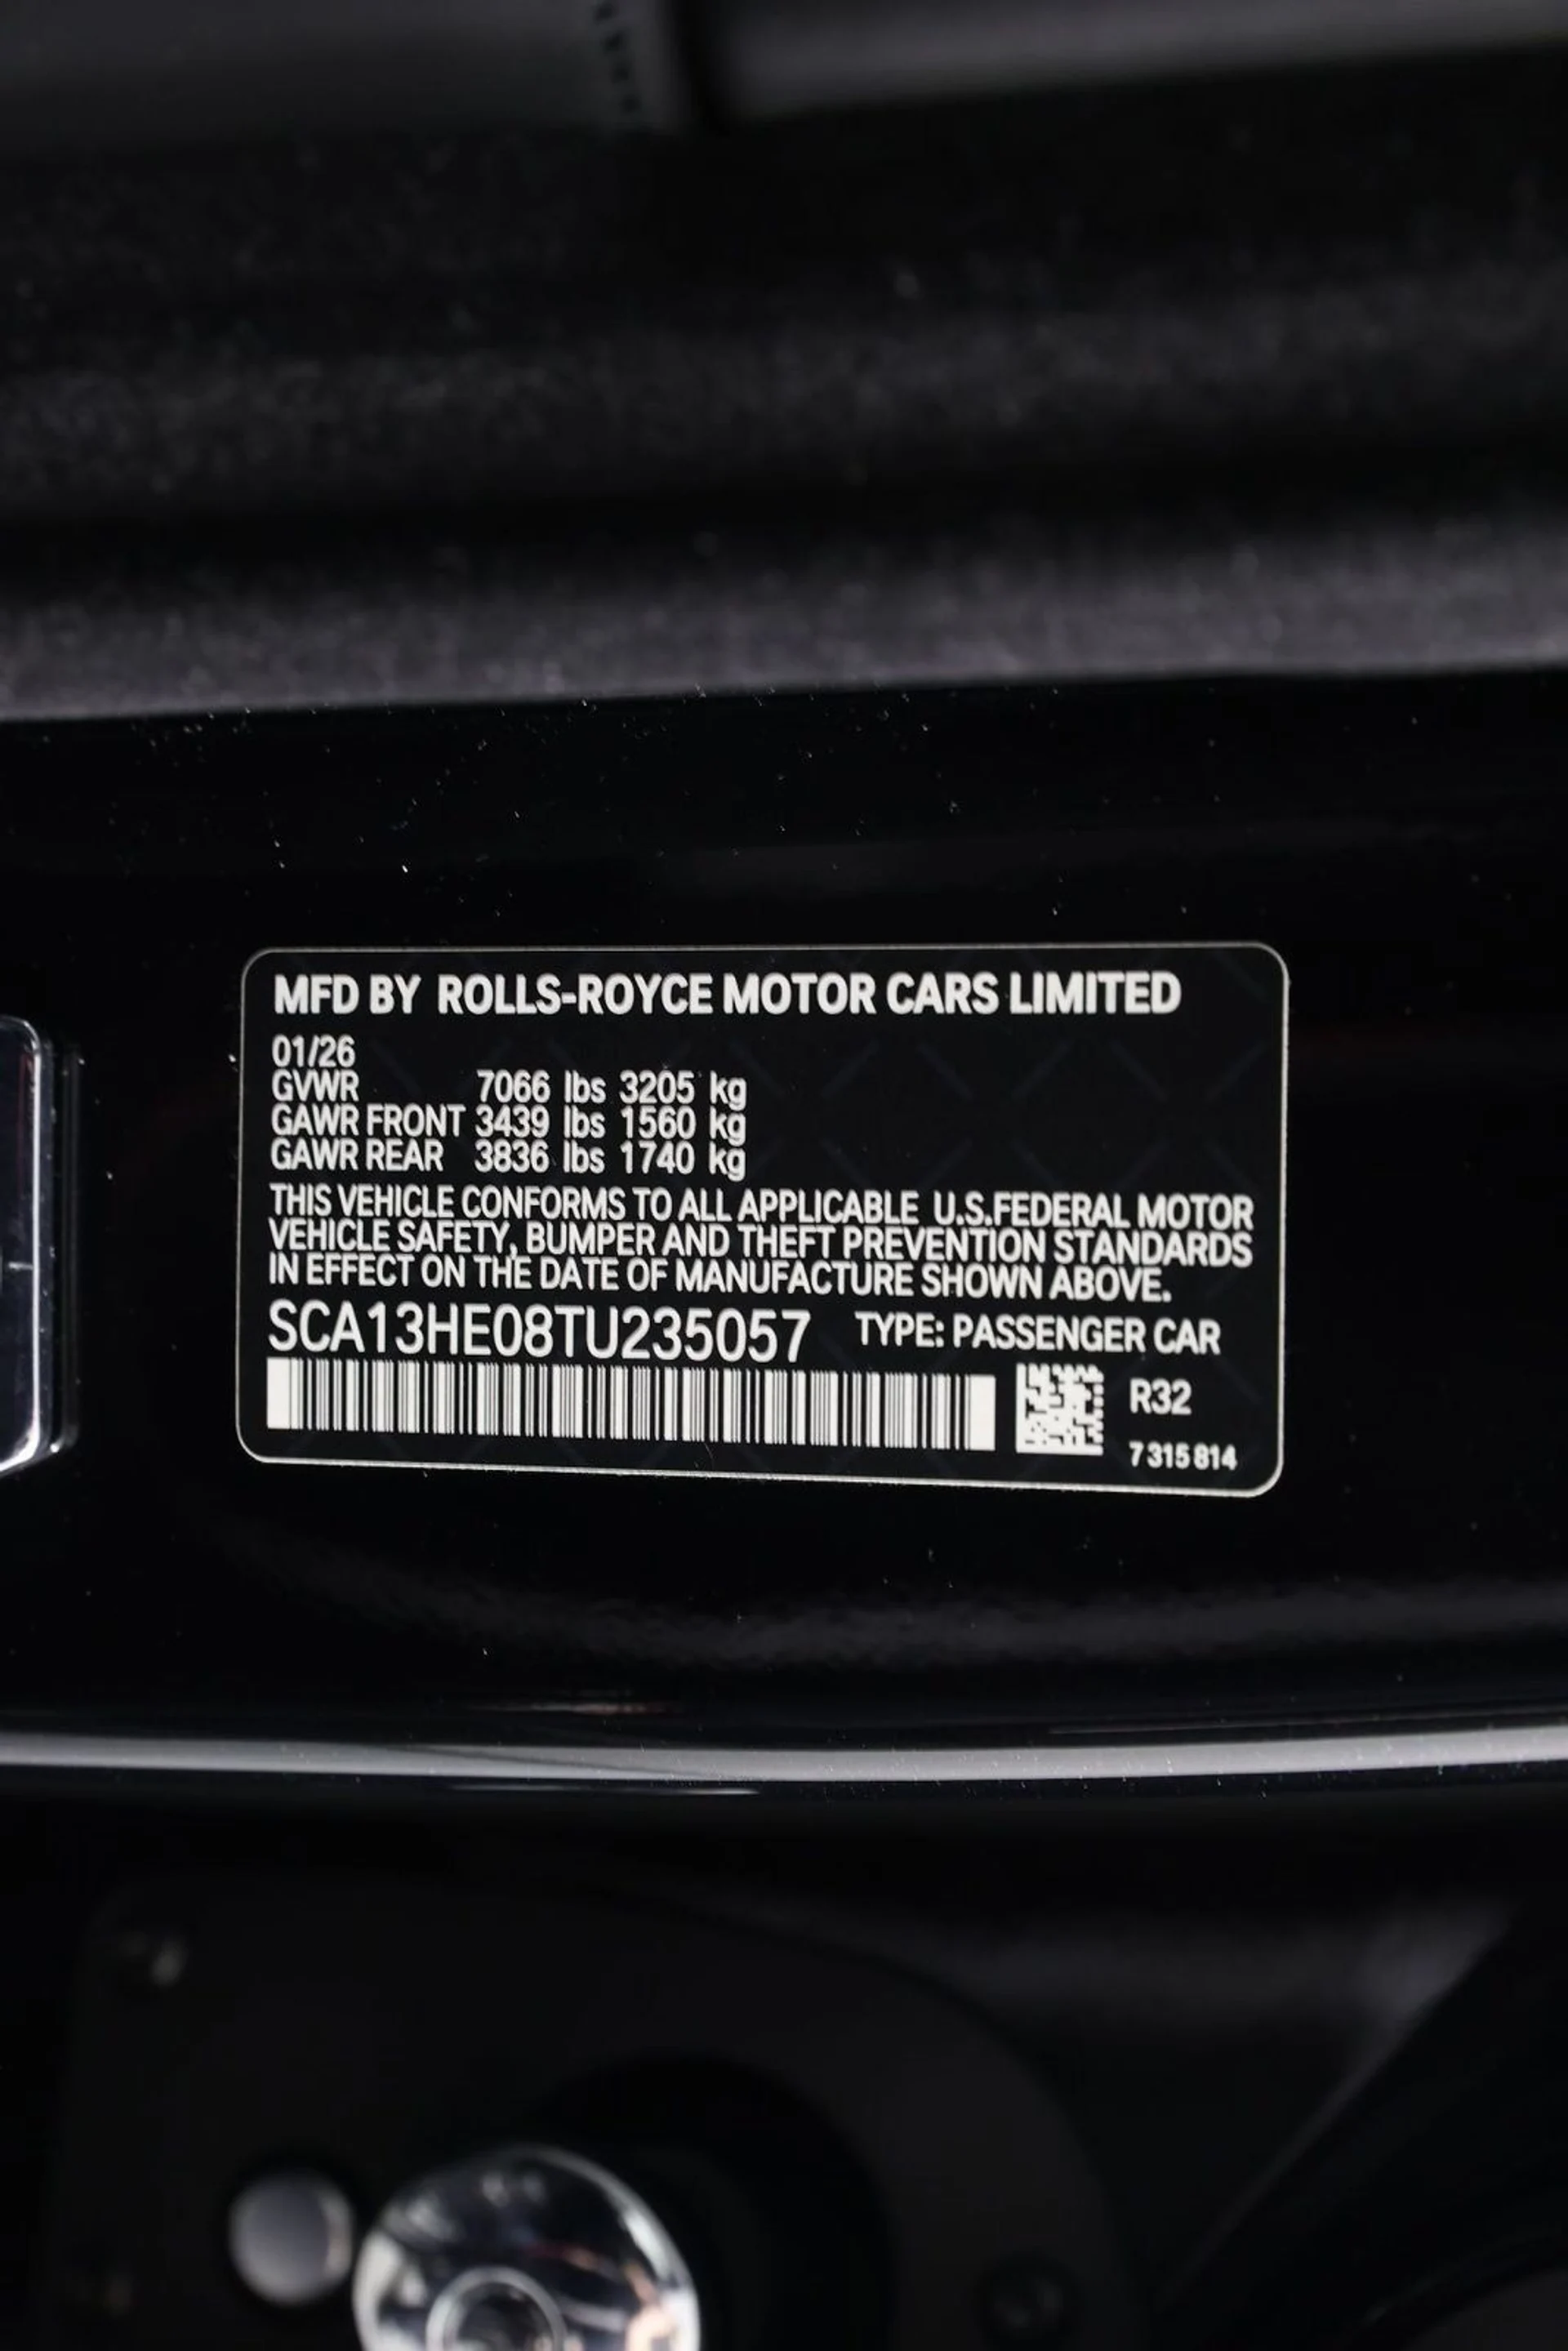 MFD BY ROLLS-ROYCE MOTOR CARS LIMITED
01/26
GVWR 7066 lbs 3205 kg
GAWR FRONT 3439 lbs 1560 kg
GAWR REAR 3836 lbs 1740 kg
THIS VEHICLE CONFORMS TO ALL APPLICABLE U.S.FEDERAL MOTOR
VEHICLE SAFETY, BUMPER AND THEFT PREVENTION STANDARDS
IN EFFECT ON THE DATE OF MANUFACTURE SHOWN ABOVE.
SCA13HE08TU235057 TYPE: PASSENGER CAR
R32
7 315 814